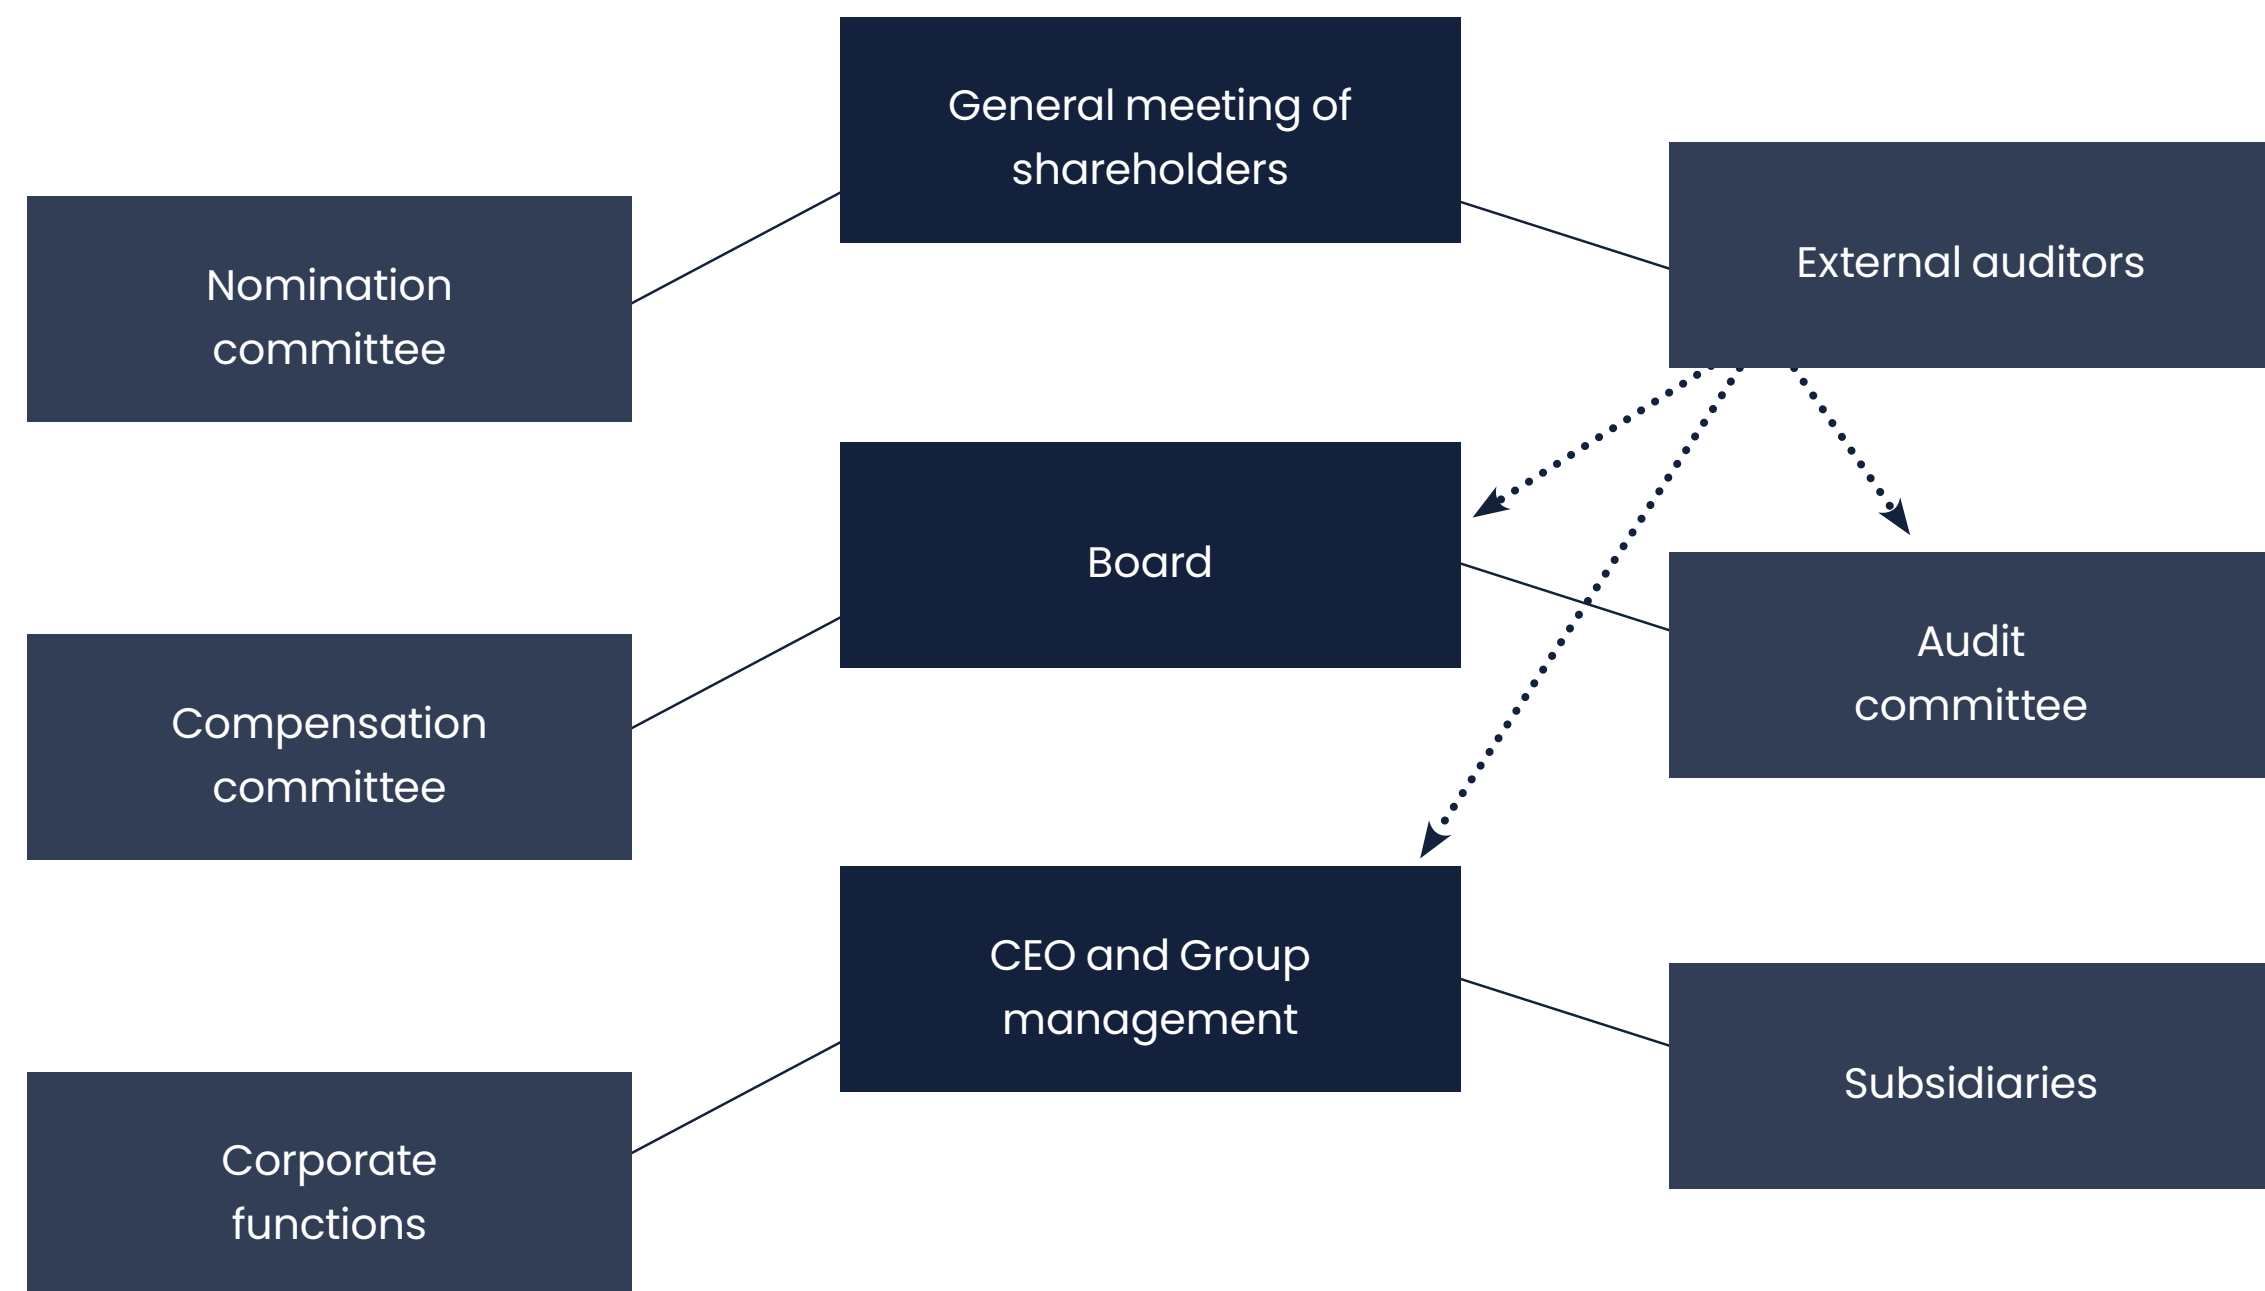 General meeting of
shareholders
External auditors
Nomination
committee
Board
Audit
committee
Compensation
committee
CEO and Group
management
Subsidiaries
Corporate
functions